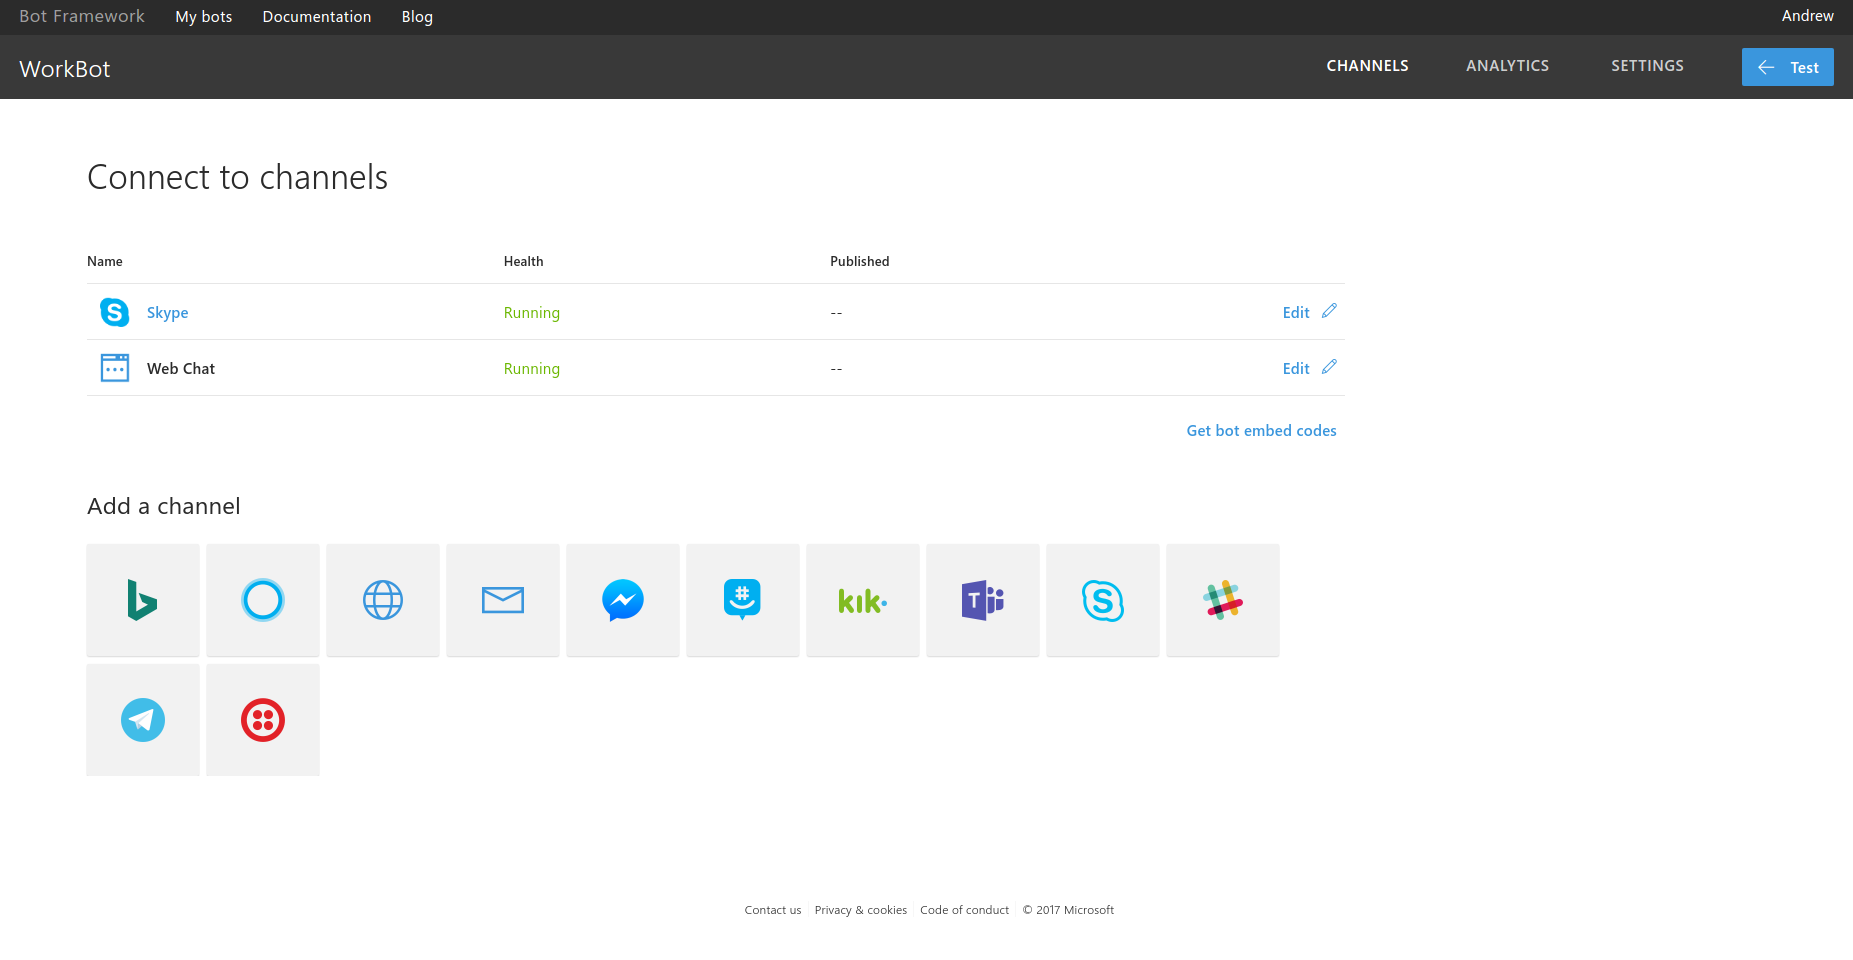 Bot Framework My bots Documentation Blog Andrew
WorkBot CHANNELS ANALYTICS SETTINGS Test
Connect to channels
Name Health Published
S Skype Running -- Edit
Web Chat Running -- Edit
Get bot embed codes
Add a channel
b # kik. T S
Contact us Privacy & cookies Code of conduct © 2017 Microsoft